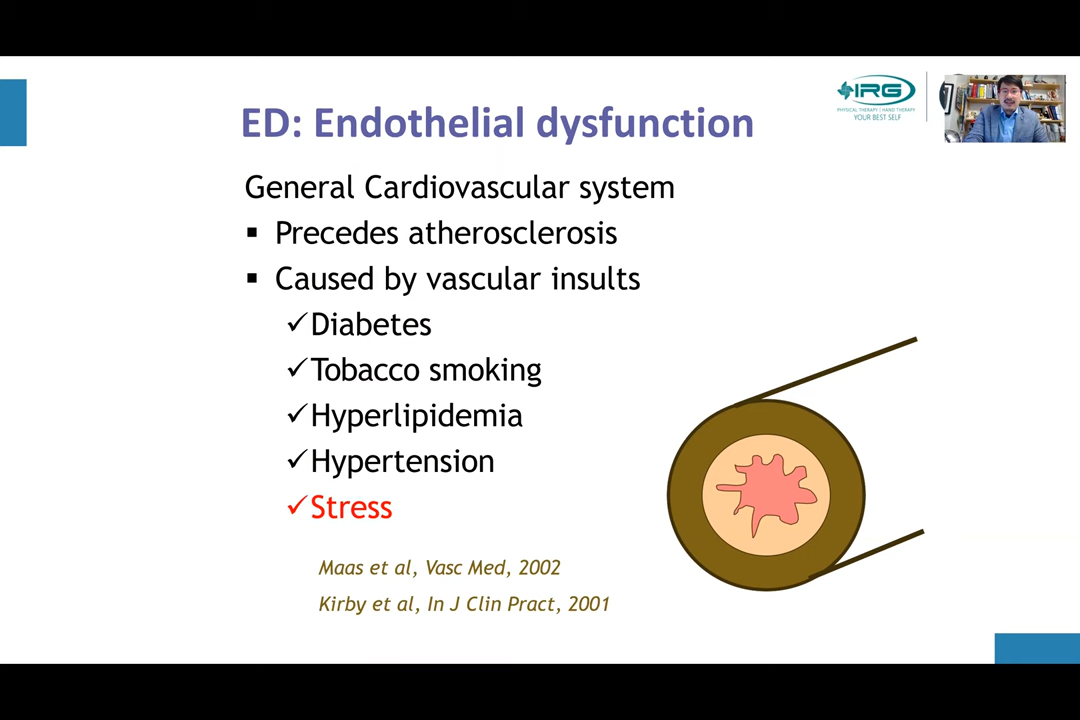 ED: Endothelial dysfunction
IRG
PHYSICAL THERAPY | HAND THERAPY
YOUR BEST SELF
General Cardiovascular system
▪ Precedes atherosclerosis
▪ Caused by vascular insults
✓Diabetes
✓Tobacco smoking
✓Hyperlipidemia
✓Hypertension
✓Stress
Maas et al, Vasc Med, 2002
Kirby et al, In J Clin Pract, 2001